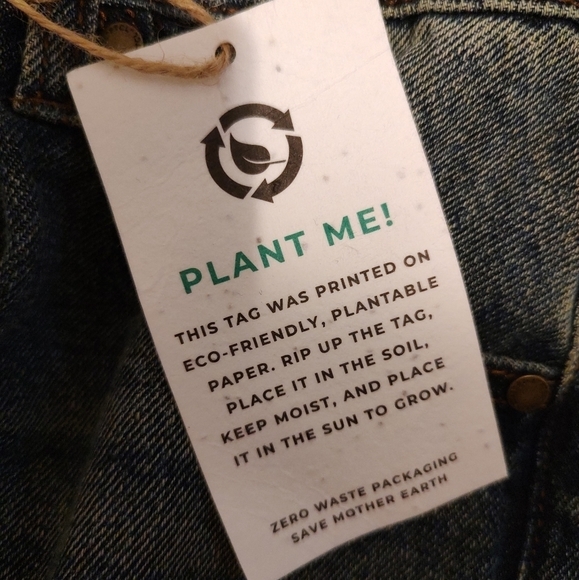 PLANT ME!
THIS TAG WAS PRINTED ON
ECO-FRIENDLY, PLANTABLE
PAPER. RIP UP THE TAG,
PLACE IT IN THE SOIL,
KEEP MOIST, AND PLACE
IT IN THE SUN TO GROW.
ZERO WASTE PACKAGING
SAVE MOTHER EARTH